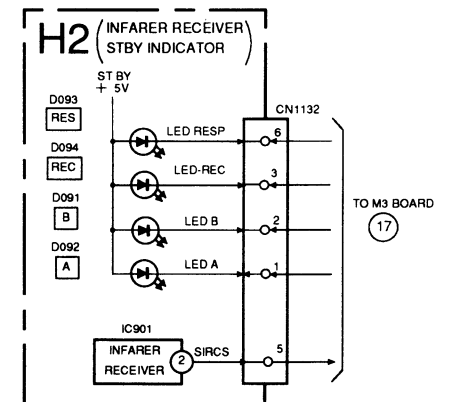 H2 ( INFARER RECEIVER
STBY INDICATOR )
ST BY
+ 5V
D093
RES
D094
REC
D091
B
D092
A
CN1132
LED RESP
6
LED-REC
3
LED B
2
LED A
1
TO M3 BOARD
17
IC901
INFARER
RECEIVER
2
SIRCS
5